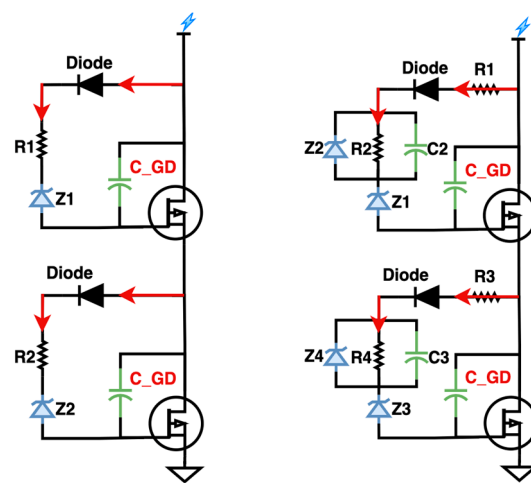 Diode
R1
C_GD
Z1
Diode
R2
C_GD
Z2
Diode
R1
Z2
R2
C2
C_GD
Z1
Diode
R3
Z4
R4
C3
C_GD
Z3